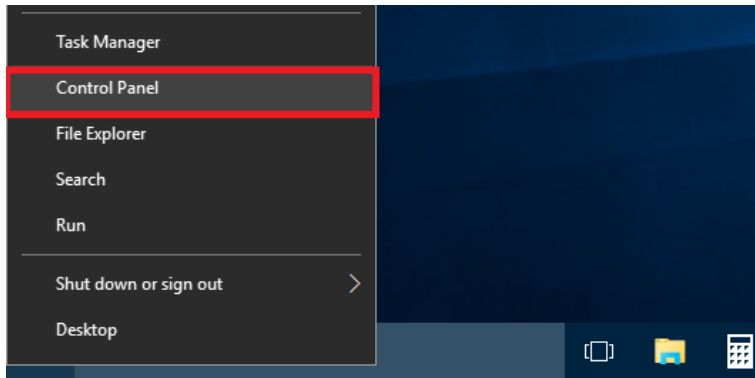 Task Manager
Control Panel
File Explorer
Search
Run
Shut down or sign out
Desktop